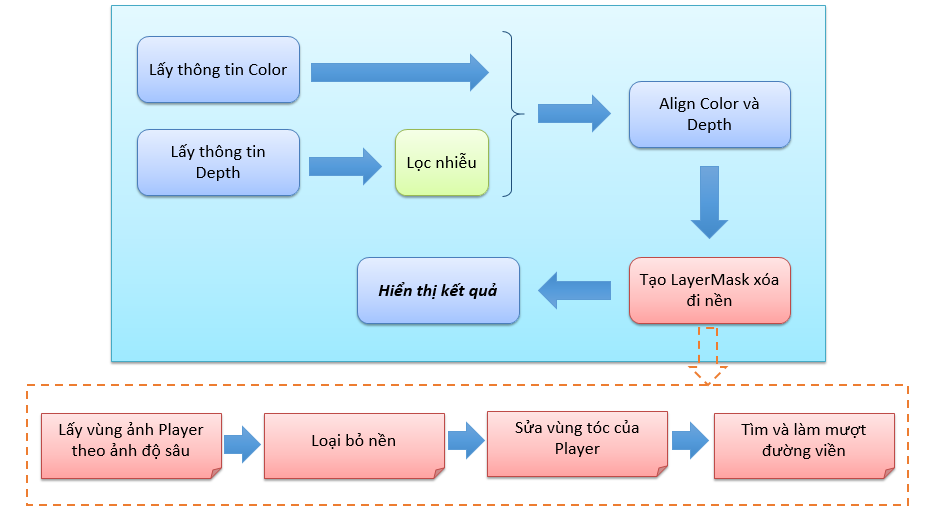 Lấy thông tin Color
Lấy thông tin
Depth
Lọc nhiễu
Align Color và
Depth
Tạo LayerMask xóa
đi nền
Hiển thị kết quả
Lấy vùng ảnh Player
theo ảnh độ sâu
Loại bỏ nền
Sửa vùng tóc của
Player
Tìm và làm mượt
đường viền